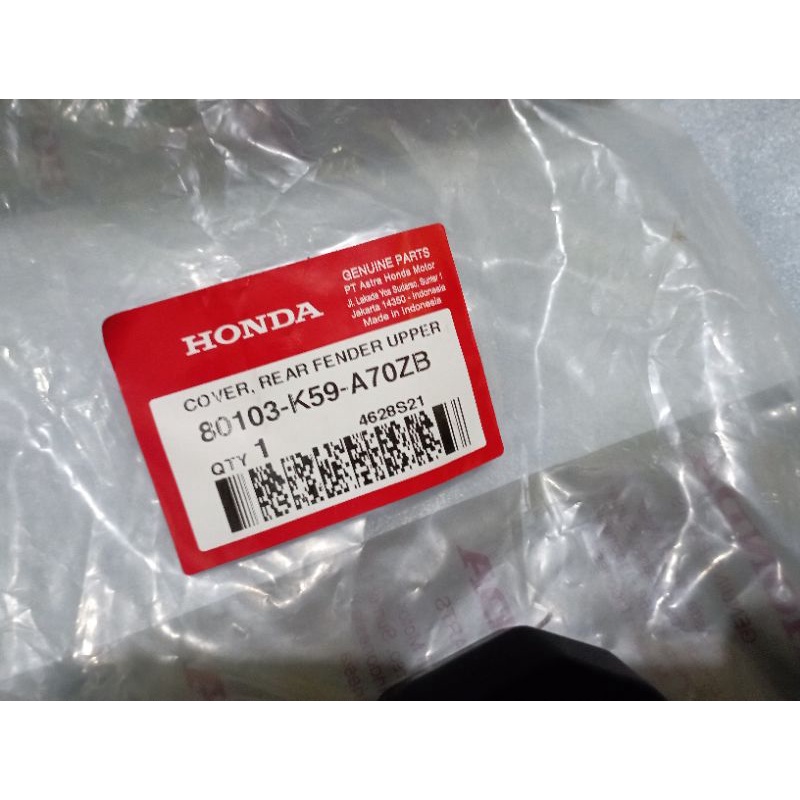 HONDA
GENUINE PARTS
PT Astra Honda Motor
Jl. Laksda Yos Sudarso, Sunter 1
Jakarta 14350 - Indonesia
Made in Indonesia
COVER, REAR FENDER UPPER
80103-K59-A70ZB
QTY 1
4628S21